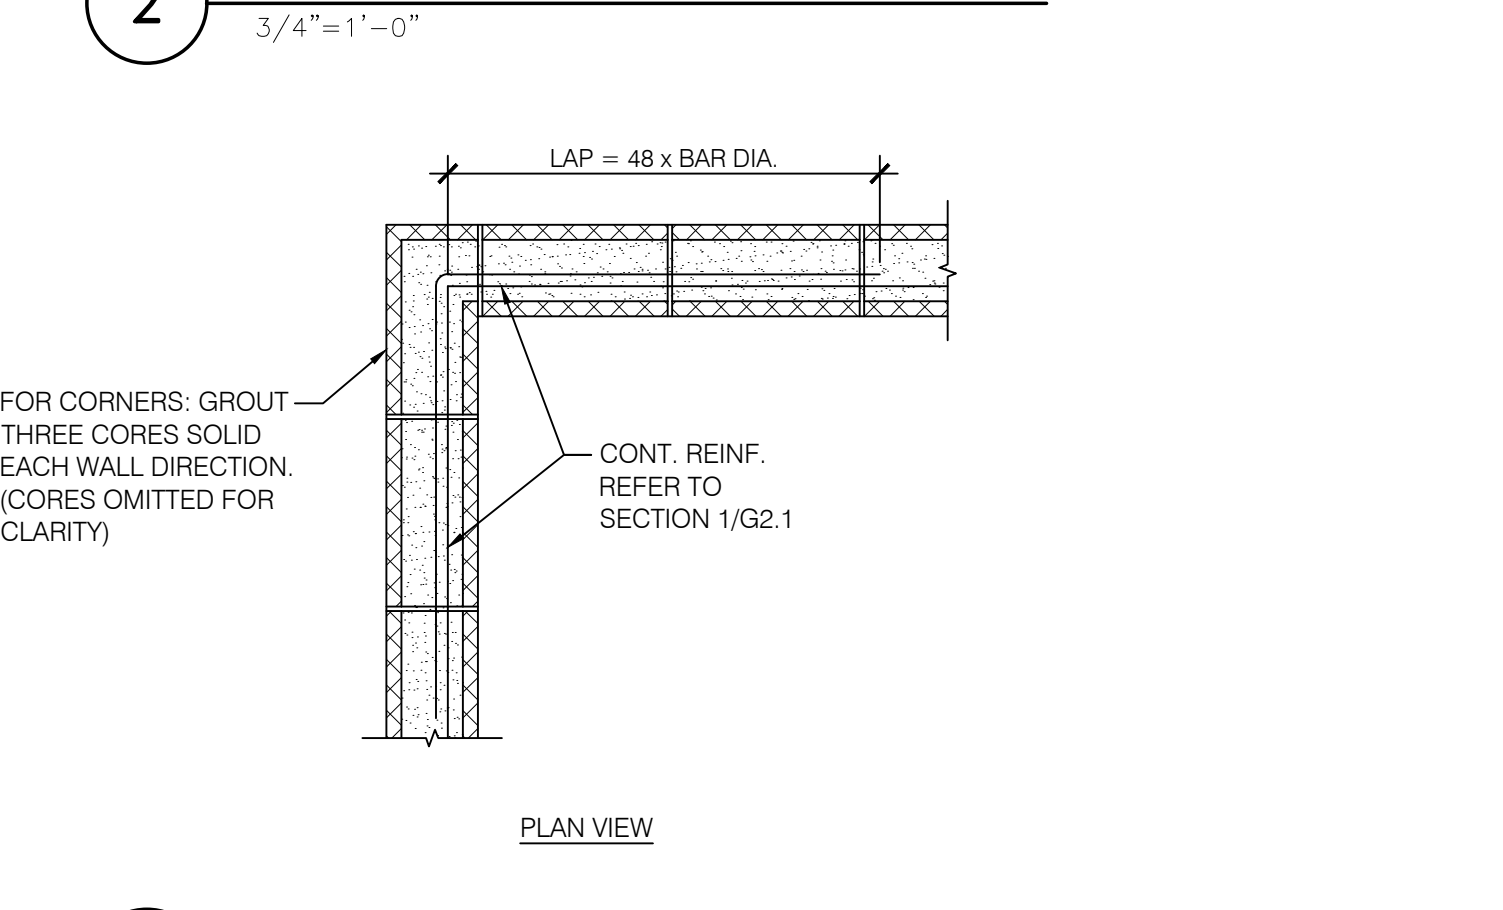 2
3/4”=1’-0”
LAP = 48 x BAR DIA.
FOR CORNERS: GROUT
THREE CORES SOLID
EACH WALL DIRECTION.
(CORES OMITTED FOR
CLARITY)
CONT. REINF.
REFER TO
SECTION 1/G2.1
PLAN VIEW